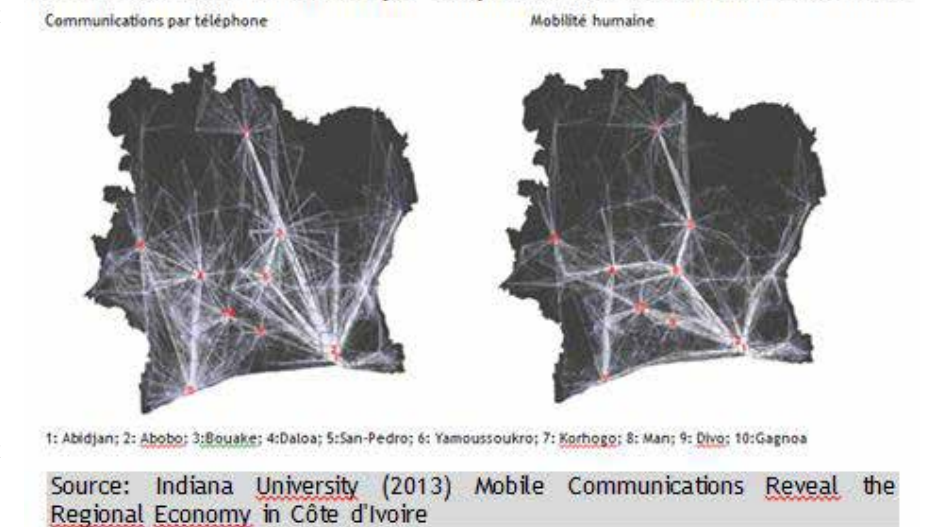 Communications par téléphone
Mobilité humaine
1: Abidjan; 2: Abobo; 3:Bouake; 4:Daloa; 5:San-Pedro; 6: Yamoussoukro; 7: Korhogo; 8: Man; 9: Divo; 10:Gagnoa
Source: Indiana University (2013) Mobile Communications Reveal the
Regional Economy in Côte d'Ivoire